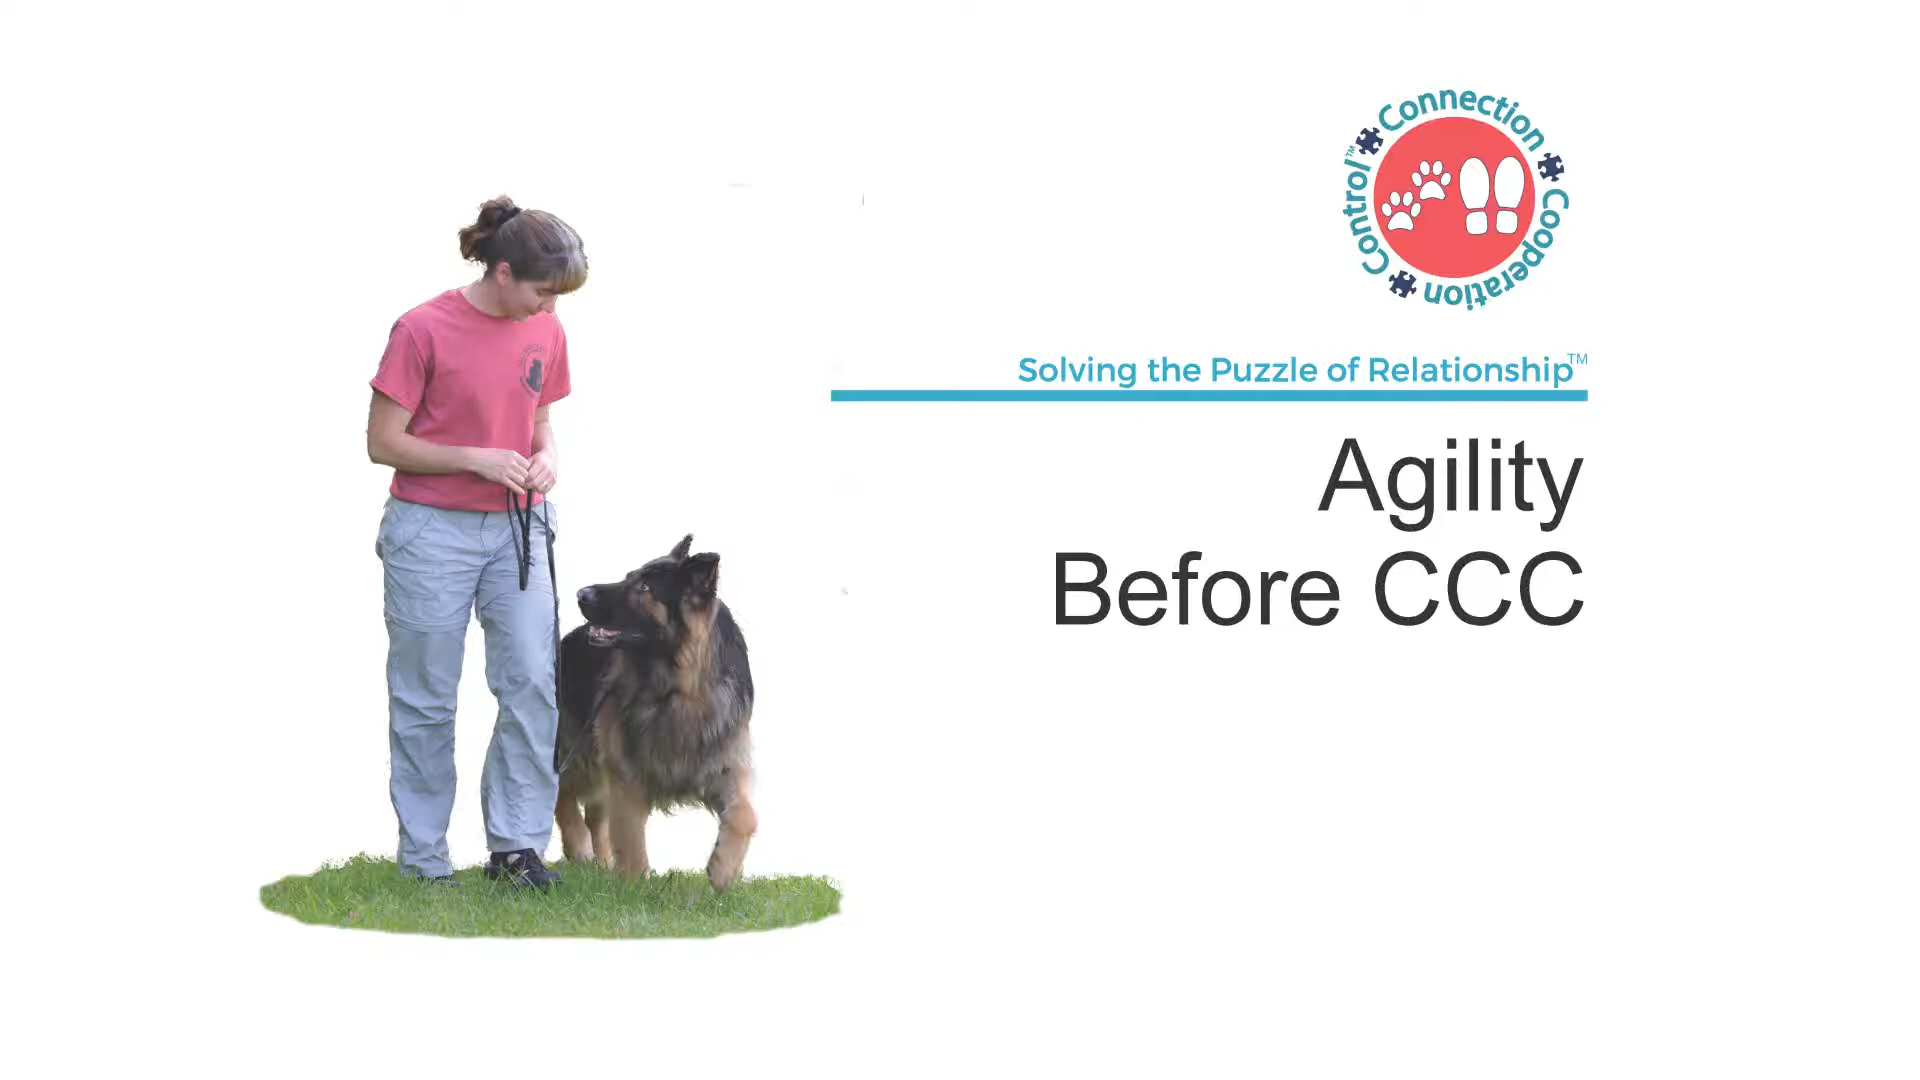 Connection
Cooperation
Control™
Solving the Puzzle of Relationship™
Agility
Before CCC